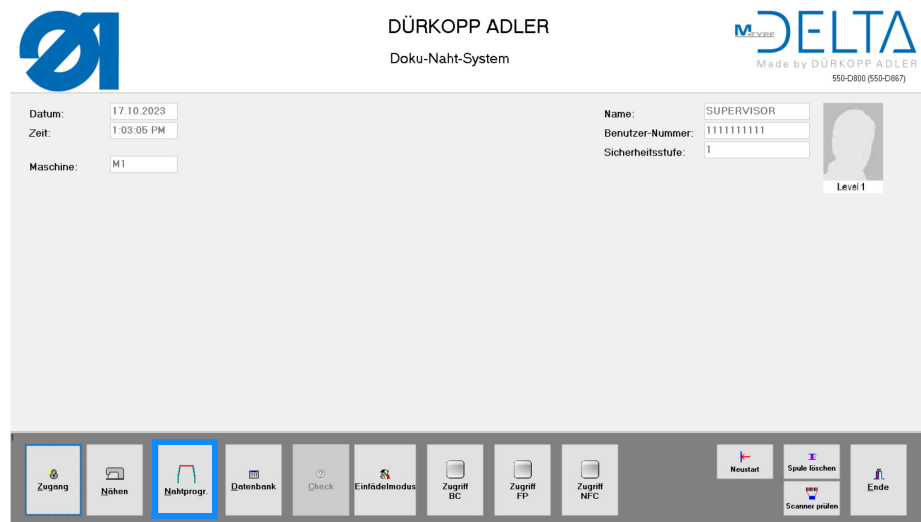 DÜRKOPP ADLER
Doku-Naht-System
M-TYPE DELTA
Made by DÜRKOPP ADLER
550-D800 (550-D867)
Datum: 17.10.2023
Zeit: 1:03:05 PM
Maschine: M1
Name: SUPERVISOR
Benutzer-Nummer: 1111111111
Sicherheitsstufe: 1
Level 1
1
Zugang
Nähen
Nahtprogr.
Datenbank
Check
Einfädelmodus
Zugriff
BC
Zugriff
FP
Zugriff
NFC
Neustart
Spule löschen
Scanner prüfen
Ende